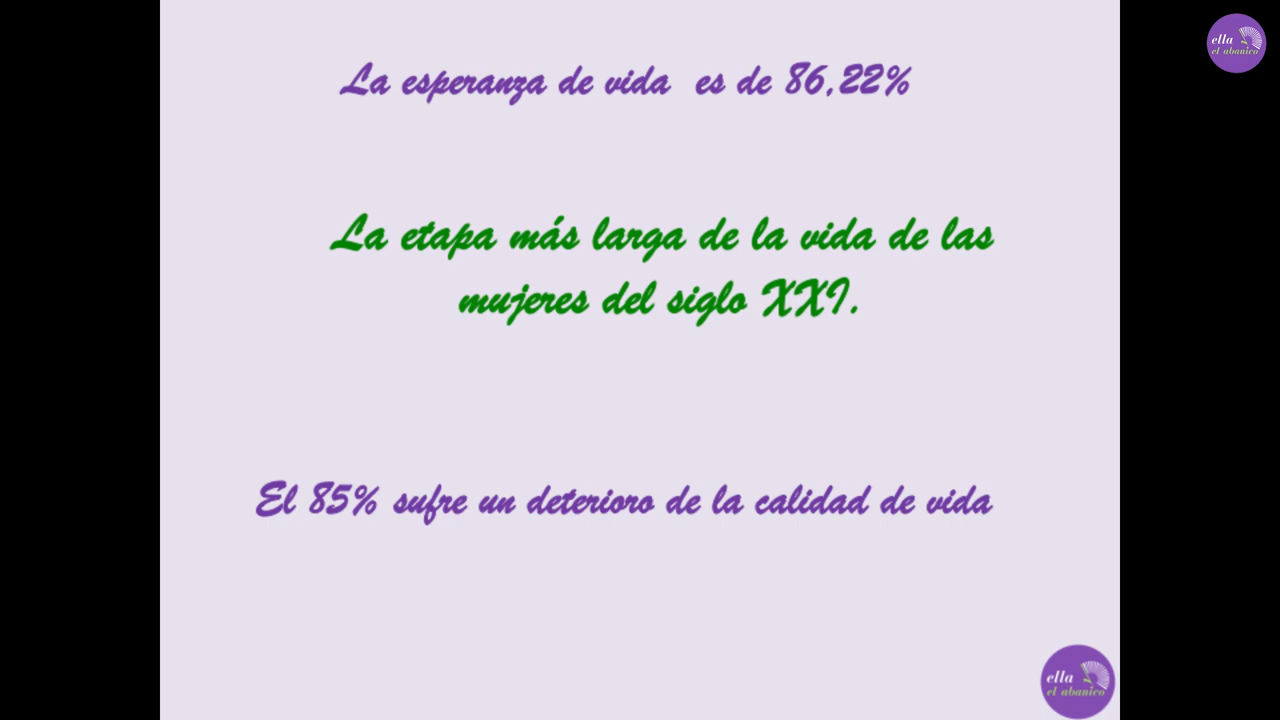 ella
el abanico
La esperanza de vida es de 86,22%
La etapa más larga de la vida de las
mujeres del siglo XXI.
El 85% sufre un deterioro de la calidad de vida
ella
el abanico